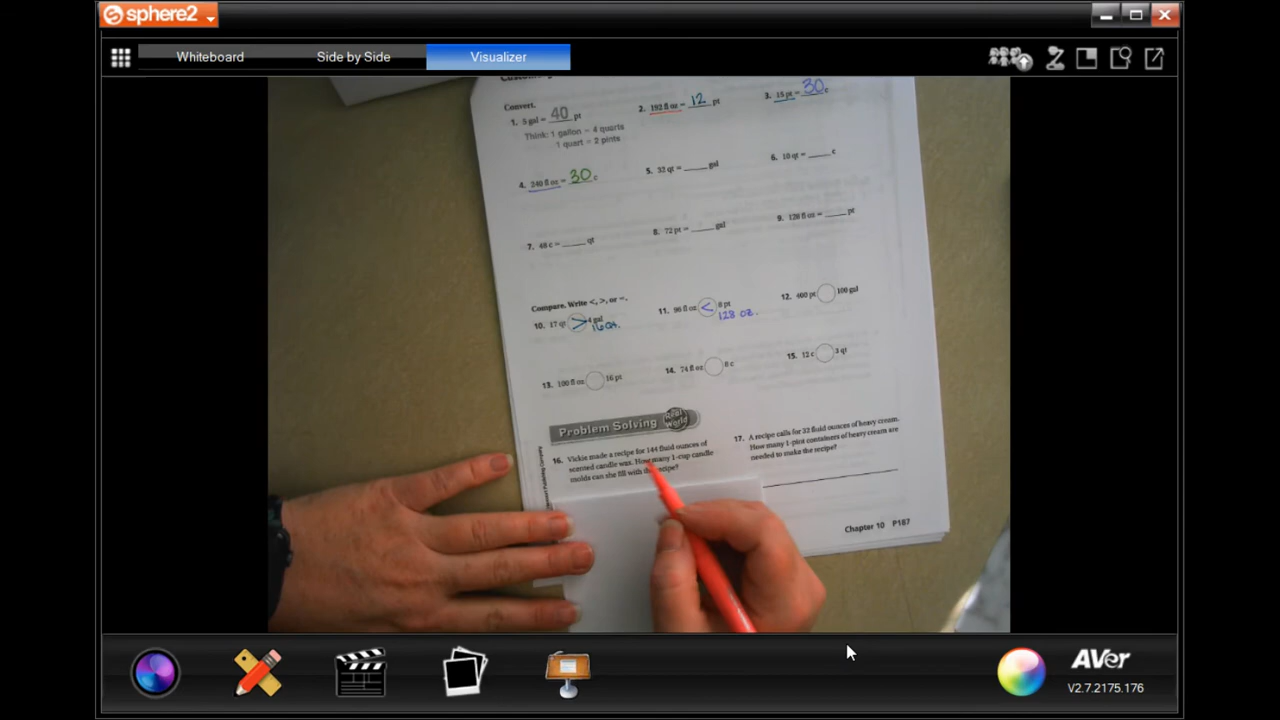 sphere2
Whiteboard Side by Side Visualizer
Convert.
1. 5 gal = 40 pt
Think: 1 gallon = 4 quarts
1 quart = 2 pints
2. 192 fl oz = 12 pt
3. 15 pt = 30 c
4. 240 fl oz = 30 c
5. 32 qt = ____ gal
6. 10 qt = ____ c
7. 48 c = ____ qt
8. 72 pt = ____ gal
9. 128 fl oz = ____ pt
Compare. Write <, >, or =.
10. 17 qt > 4 gal
16 qt.
11. 96 fl oz < 8 pt
128 oz.
12. 400 pt 100 gal
13. 100 fl oz 16 pt
14. 74 fl oz 8 c
15. 12 c 3 qt
Problem Solving Real World
16. Vickie made a recipe for 144 fluid ounces of
scented candle wax. How many 1-cup candle
molds can she fill with the recipe?
17. A recipe calls for 32 fluid ounces of heavy cream.
How many 1-pint containers of heavy cream are
needed to make the recipe?
Chapter 10 P187
AVer
V2.7.2175.176